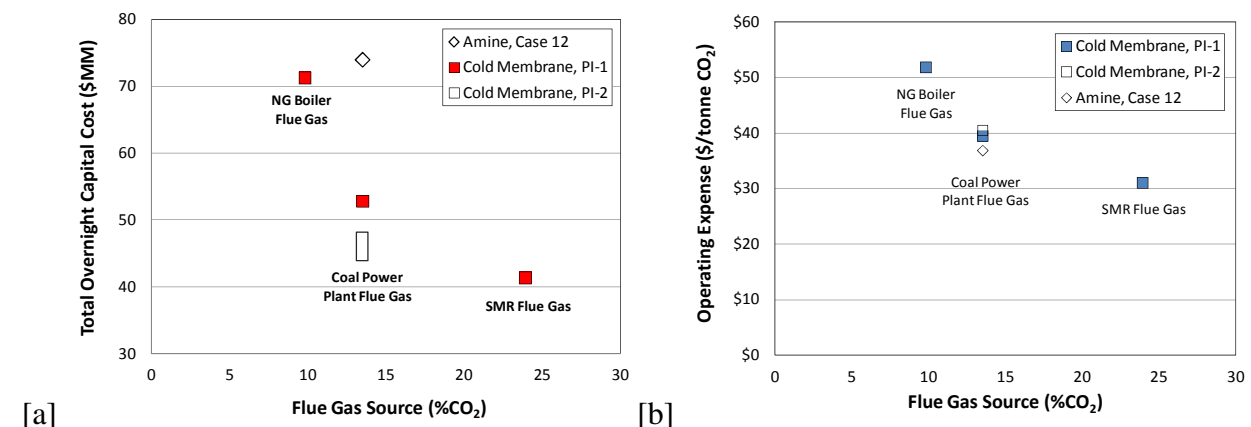 Total Overnight Capital Cost ($MM)
80
70
60
50
40
30
Amine, Case 12
Cold Membrane, PI-1
Cold Membrane, PI-2
NG Boiler
Flue Gas
Coal Power
Plant Flue Gas
SMR Flue Gas
0 5 10 15 20 25 30
Flue Gas Source (%CO₂)
[a]
Operating Expense ($/tonne CO₂)
$60
$50
$40
$30
$20
$10
$0
Cold Membrane, PI-1
Cold Membrane, PI-2
Amine, Case 12
NG Boiler
Flue Gas
Coal Power
Plant Flue Gas
SMR Flue Gas
0 5 10 15 20 25 30
Flue Gas Source (%CO₂)
[b]